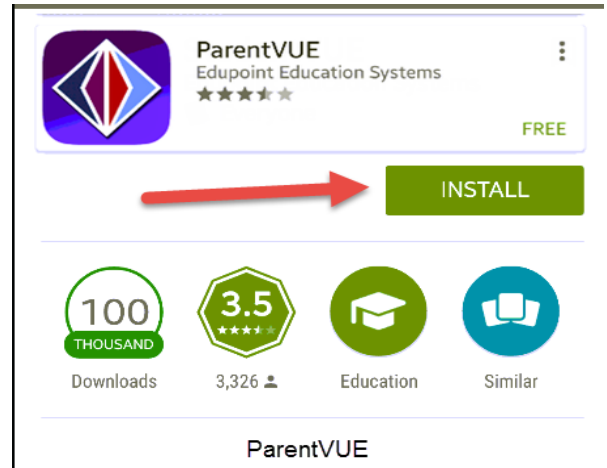 ParentVUE
Edupoint Education Systems
FREE
INSTALL
100
THOUSAND
3.5
Downloads
3,326
Education
Similar
ParentVUE